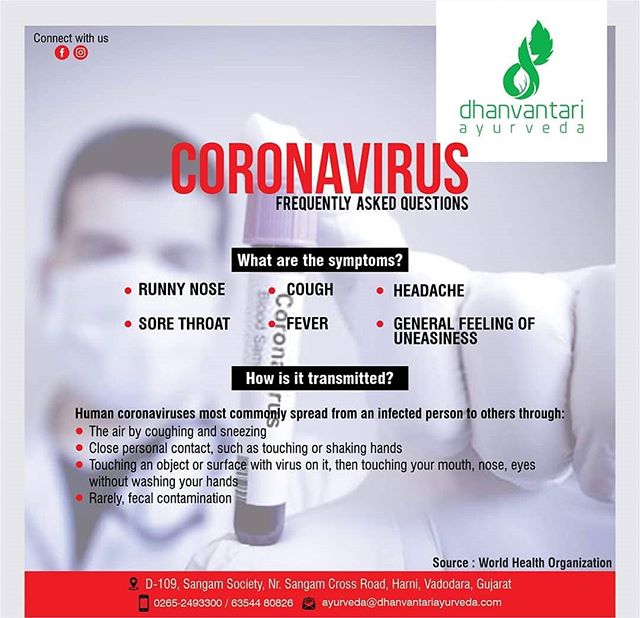 Connect with us
dhanvantari
ayurveda
CORONAVIRUS
FREQUENTLY ASKED QUESTIONS
What are the symptoms?
• RUNNY NOSE • COUGH • HEADACHE
• SORE THROAT • FEVER • GENERAL FEELING OF
UNEASINESS
Coronavirus
Blood Sam
How is it transmitted?
Human coronaviruses most commonly spread from an infected person to others through:
• The air by coughing and sneezing
• Close personal contact, such as touching or shaking hands
• Touching an object or surface with virus on it, then touching your mouth, nose, eyes
without washing your hands
• Rarely, fecal contamination
Source : World Health Organization
D-109, Sangam Society, Nr. Sangam Cross Road, Harni, Vadodara, Gujarat
0265-2493300 / 63544 80826 ayurveda@dhanvantariayurveda.com